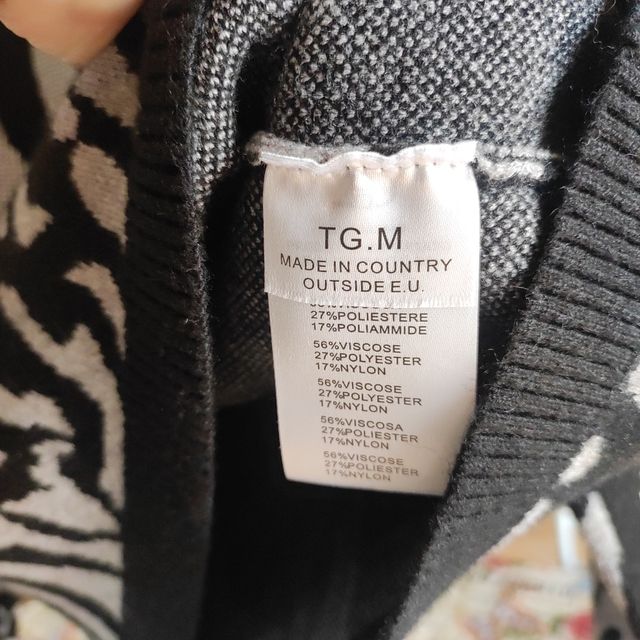 TG.M
MADE IN COUNTRY
OUTSIDE E.U.
27%POLIESTERE
17%POLIAMMIDE
56%VISCOSE
27%POLYESTER
17%NYLON
56%VISCOSE
27%POLYESTER
17%NYLON
56%VISCOSA
27%POLIESTER
17%NYLON
56%VISCOSE
27%POLIESTER
17%NYLON